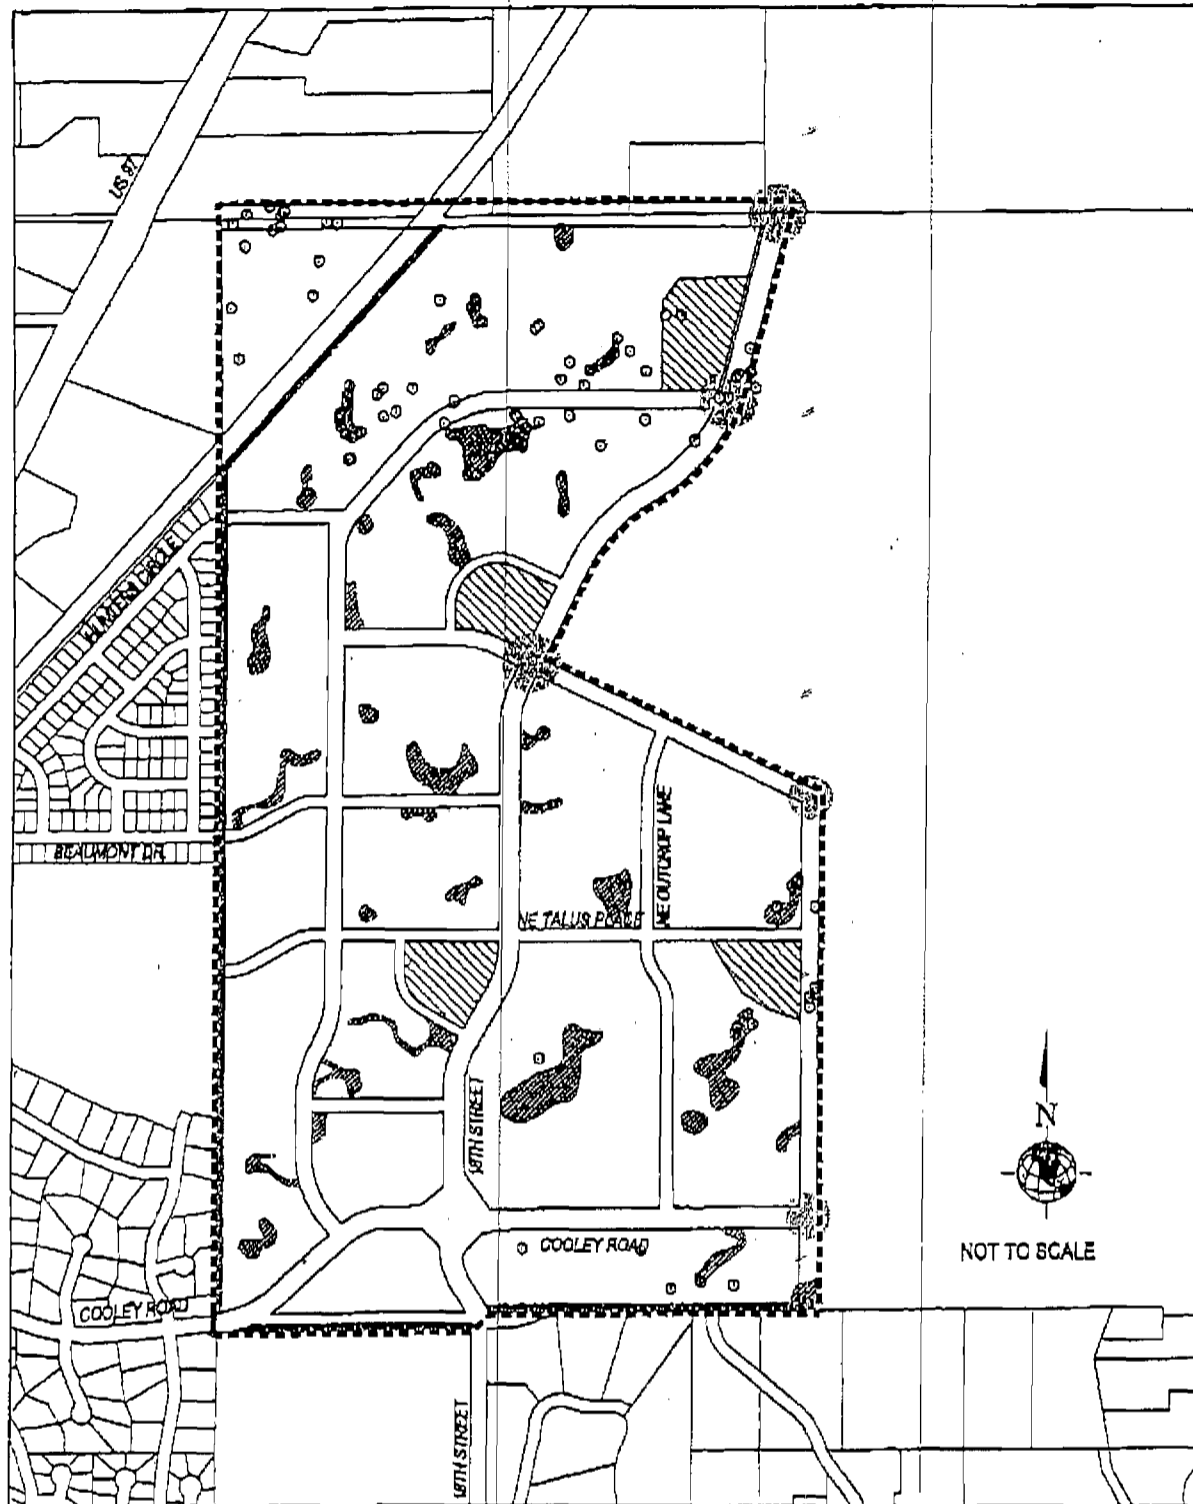 US 97
HUNTERS CIRCLE
BEAUMONT DR.
NE OUTCROP LAKE
NE TALUS PLACE
18TH STREET
N
COOLEY ROAD
NOT TO SCALE
COOLEY ROAD
18TH STREET